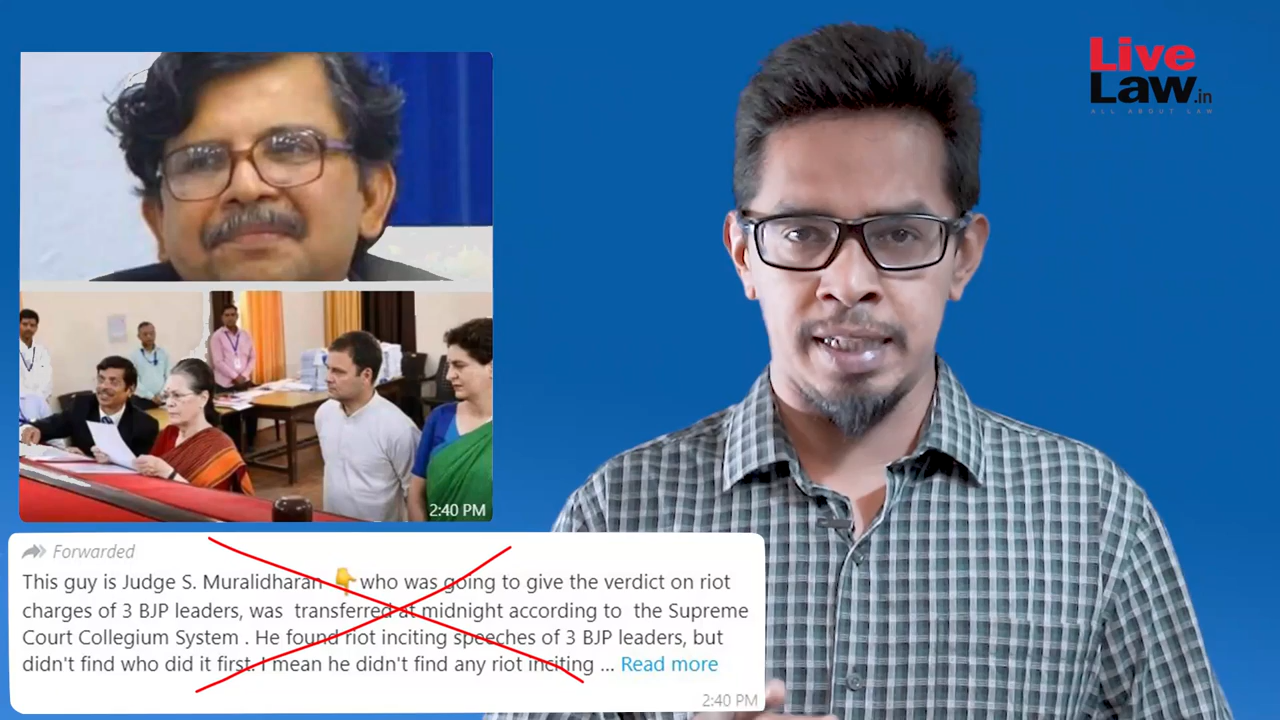 Live
Law.in
ALL ABOUT LAW
2:40 PM
Forwarded
This guy is Judge S. Muralidharan 👇 who was going to give the verdict on riot
charges of 3 BJP leaders, was transferred at midnight according to the Supreme
Court Collegium System . He found riot inciting speeches of 3 BJP leaders, but
didn't find who did it first. I mean he didn't find any riot inciting ... Read more
2:40 PM